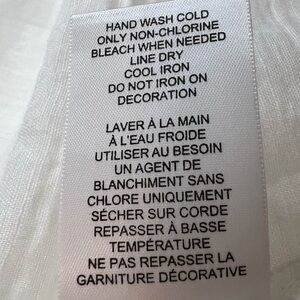 HAND WASH COLD
ONLY NON-CHLORINE
BLEACH WHEN NEEDED
LINE DRY
COOL IRON
DO NOT IRON ON
DECORATION
LAVER À LA MAIN
À L'EAU FROIDE
UTILISER AU BESOIN
UN AGENT DE
BLANCHIMENT SANS
CHLORE UNIQUEMENT
SÉCHER SUR CORDE
REPASSER À BASSE
TEMPÉRATURE
NE PAS REPASSER LA
GARNITURE DÉCORATIVE